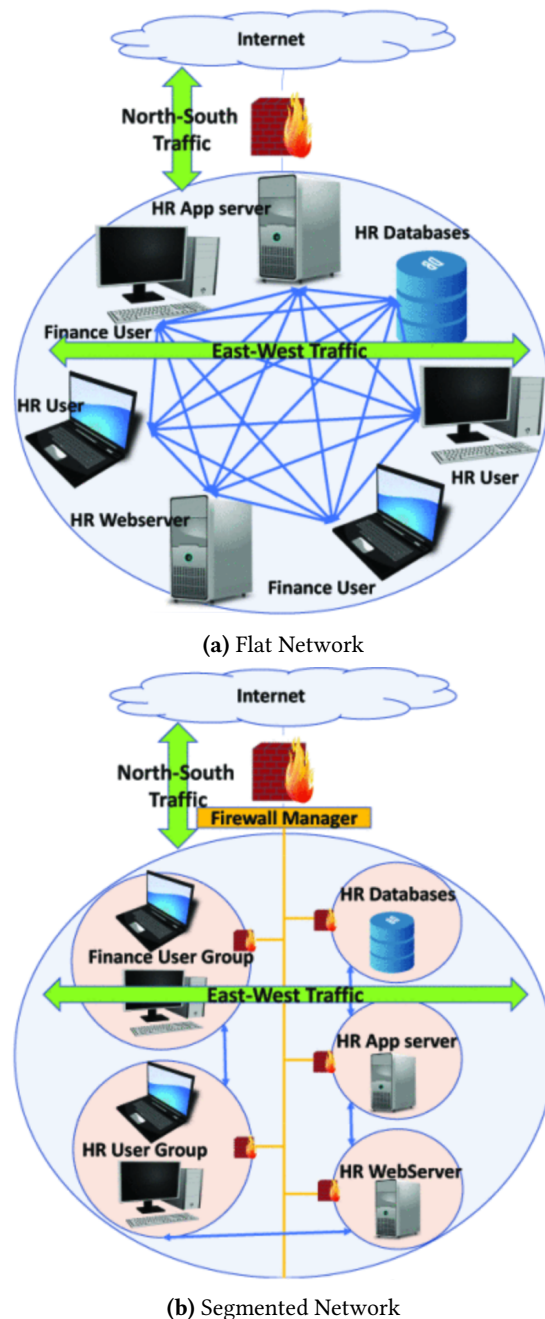 Internet
North-South
Traffic
HR App server
HR Databases
Finance User
East-West Traffic
HR User
HR User
HR Webserver
Finance User
(a) Flat Network
Internet
North-South
Traffic
Firewall Manager
HR Databases
Finance User Group
East-West Traffic
HR App server
HR User Group
HR WebServer
(b) Segmented Network